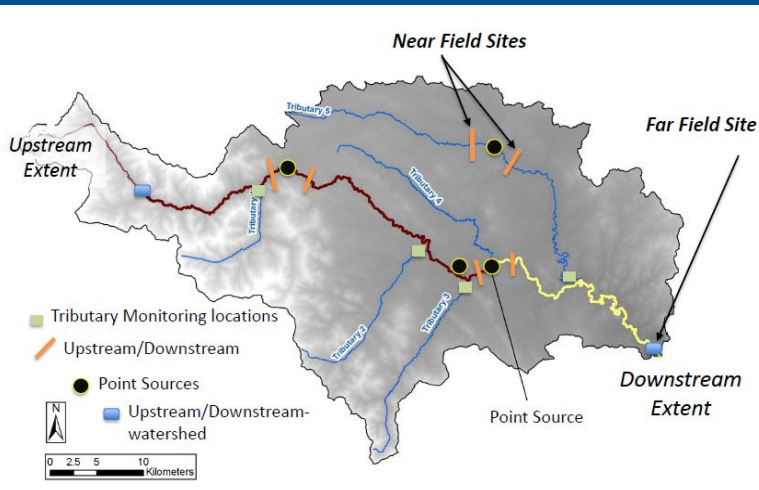 Near Field Sites
Far Field Site
Tributary 5
Upstream
Extent
Tributary 4
Tributary
Tributary 2
Tributary 3
Tributary Monitoring locations
Upstream/Downstream
Point Sources
Upstream/Downstream-
watershed
N
0 2.5 5 10
Kilometers
Point Source
Downstream
Extent